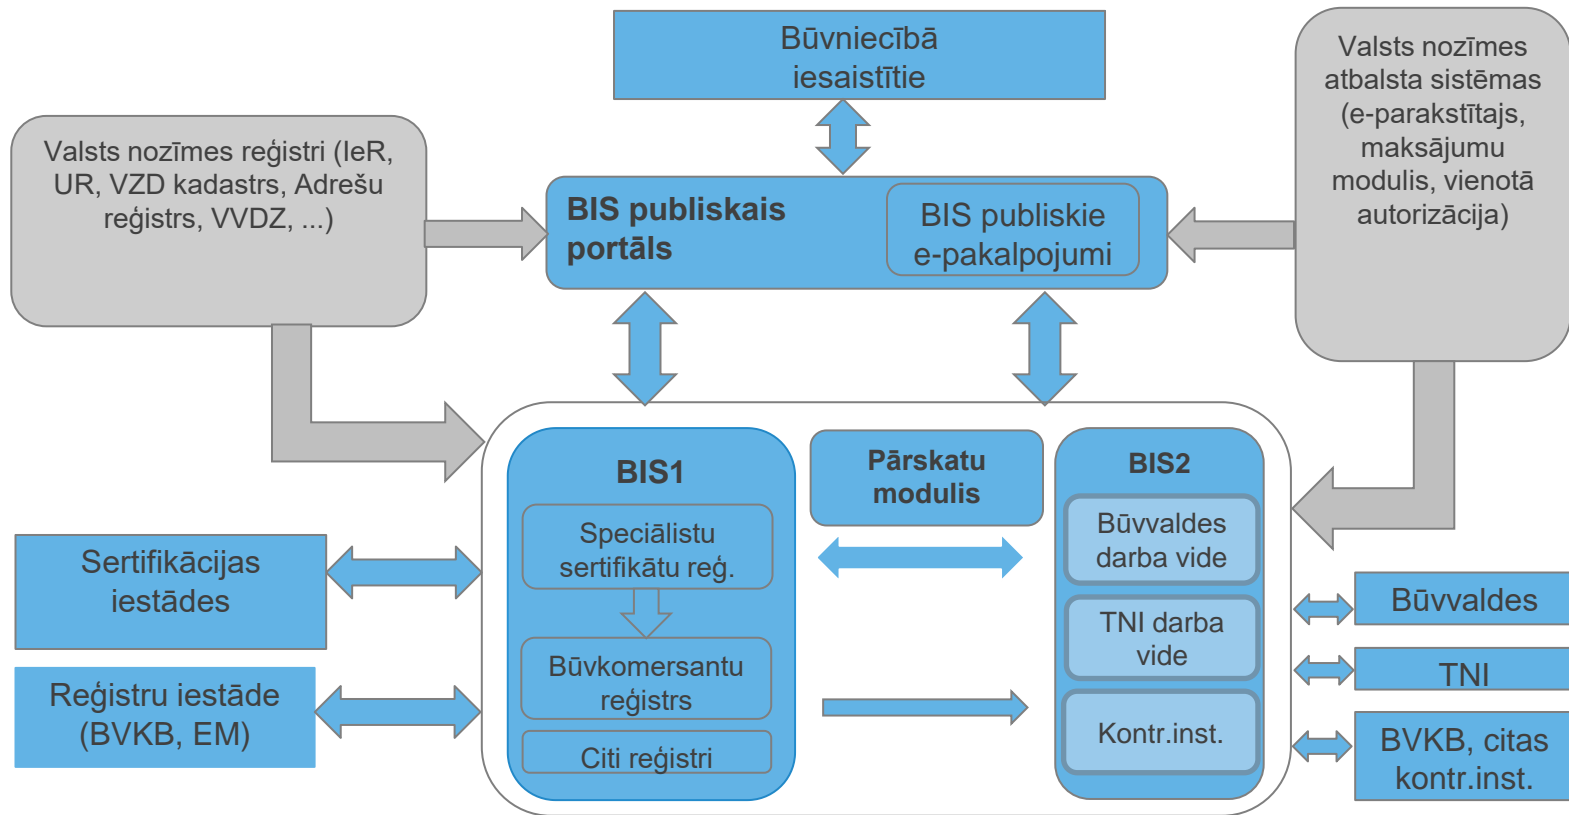 Būvniecībā
iesaistītie
Valsts nozīmes reģistri (IeR,
UR, VZD kadastrs, Adrešu
reģistrs, VVDZ, ...)
Valsts nozīmes
atbalsta sistēmas
(e-parakstītajs,
maksājumu
modulis, vienotā
autorizācija)
BIS publiskais
portāls
BIS publiskie
e-pakalpojumi
BIS1
Speciālistu
sertifikātu reģ.
Būvkomersantu
reģistrs
Citi reģistri
Pārskatu
modulis
BIS2
Būvvaldes
darba vide
TNI darba
vide
Kontr.inst.
Sertifikācijas
iestādes
Reģistru iestāde
(BVKB, EM)
Būvvaldes
TNI
BVKB, citas
kontr.inst.